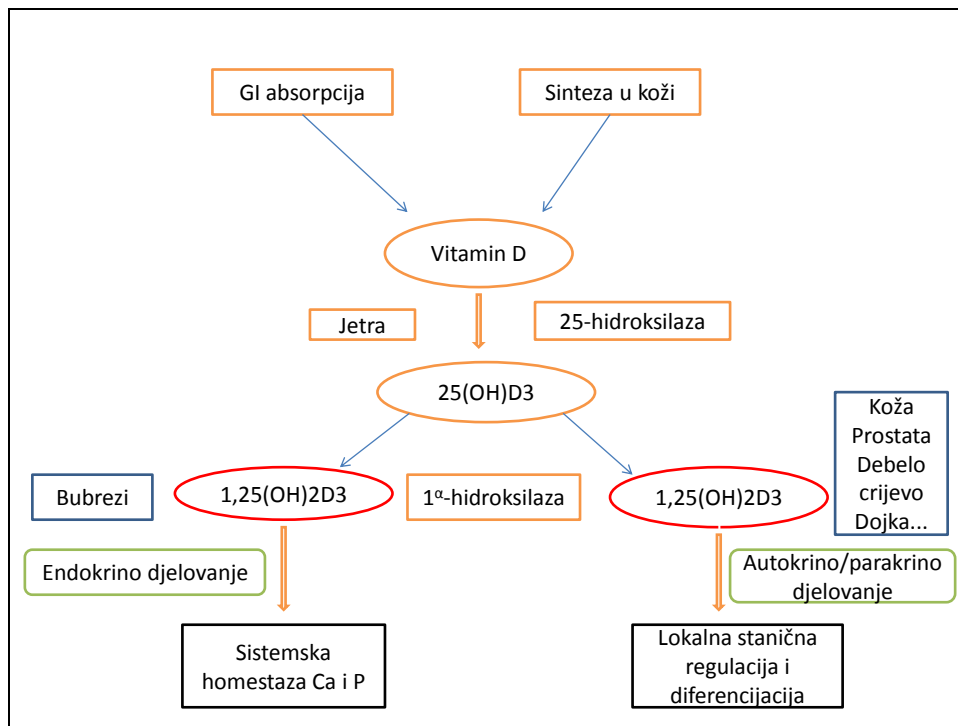 GI absorpcija
Sinteza u koži
Vitamin D
Jetra
25-hidroksilaza
25(OH)D3
Koža
Prostata
Debelo
crijevo
Dojka...
Bubrezi
1,25(OH)2D3
1α-hidroksilaza
1,25(OH)2D3
Endokrino djelovanje
Autokrino/parakrino
djelovanje
Sistemska
homestaza Ca i P
Lokalna stanična
regulacija i
diferencijacija